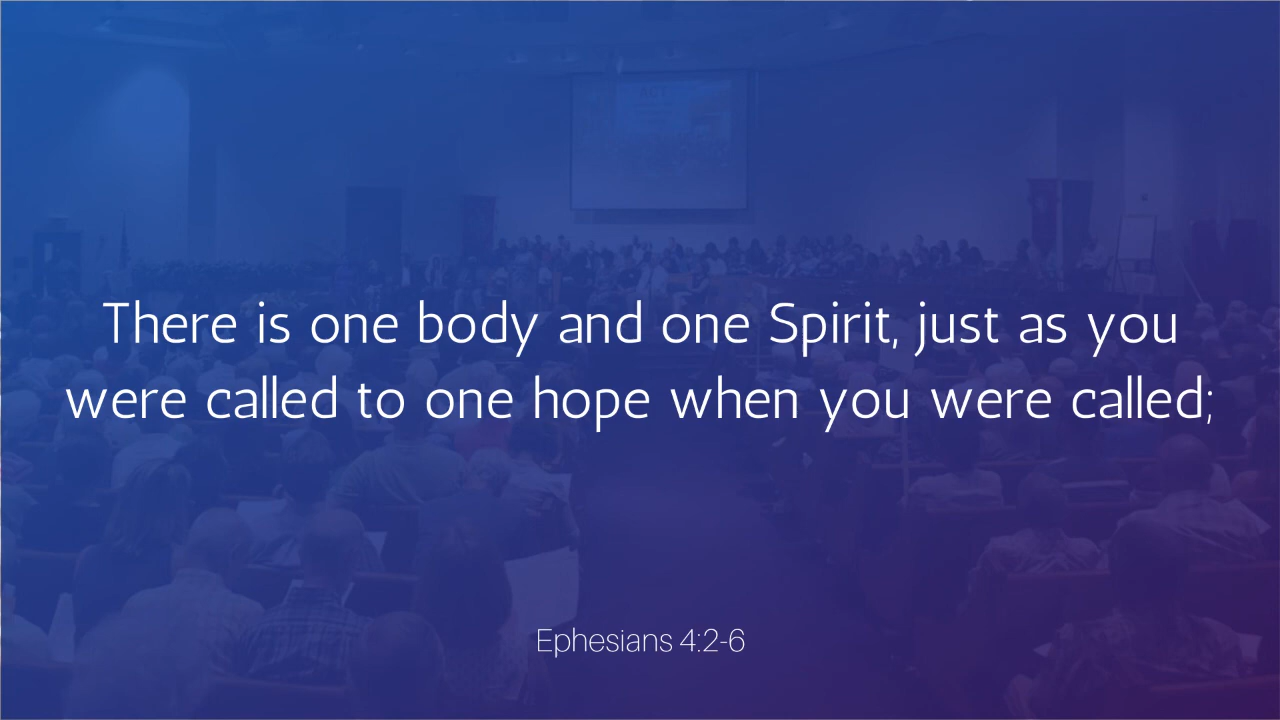 There is one body and one Spirit, just as you
were called to one hope when you were called;
Ephesians 4:2-6